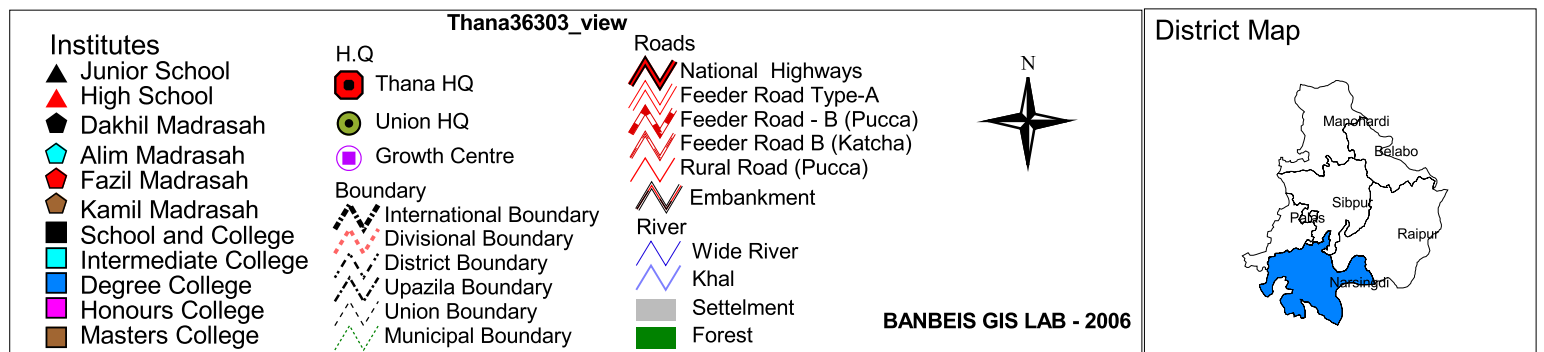 Thana36303_view
Institutes
Junior School
High School
Dakhil Madrasah
Alim Madrasah
Fazil Madrasah
Kamil Madrasah
School and College
Intermediate College
Degree College
Honours College
Masters College
H.Q
Thana HQ
Union HQ
Growth Centre
Boundary
International Boundary
Divisional Boundary
District Boundary
Upazila Boundary
Union Boundary
Municipal Boundary
Roads
National Highways
Feeder Road Type-A
Feeder Road - B (Pucca)
Feeder Road B (Katcha)
Rural Road (Pucca)
Embankment
River
Wide River
Khal
Settelment
Forest
N
BANBEIS GIS LAB - 2006
District Map
Manohardi
Belabo
Sibpur
Palas
Raipur
Narsingdi